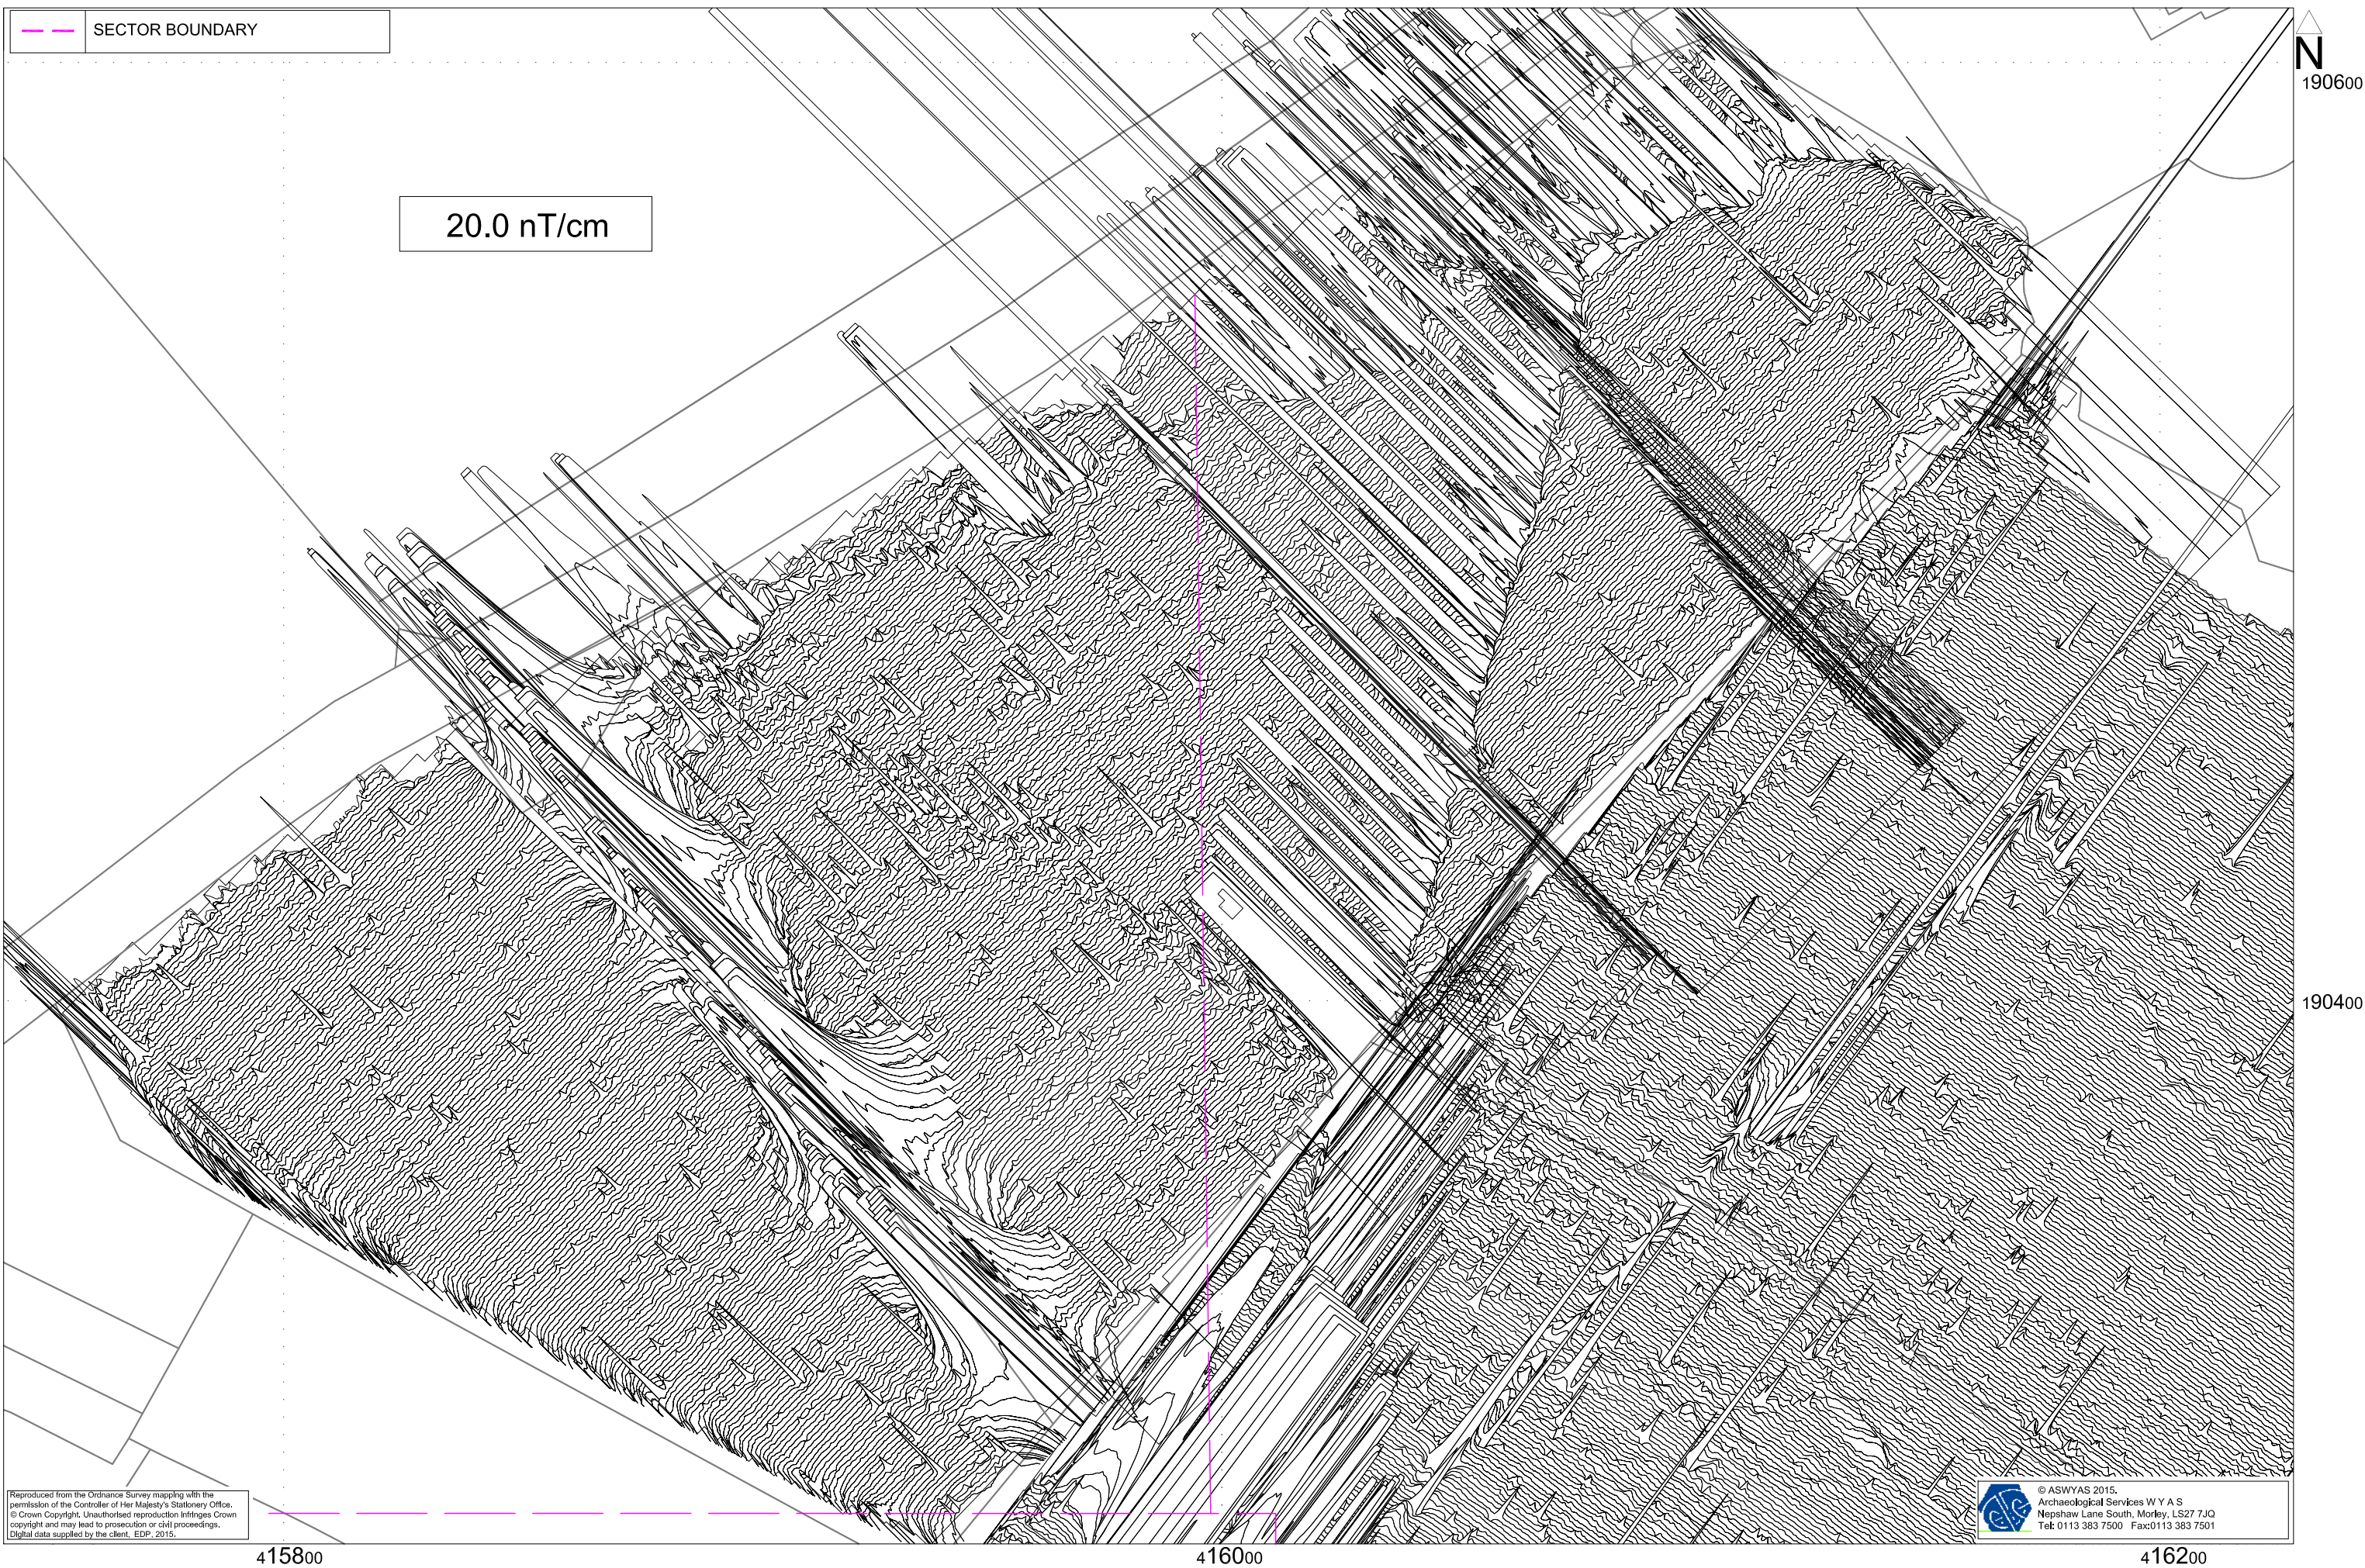 SECTOR BOUNDARY
N
190600
20.0 nT/cm
190400
Reproduced from the Ordnance Survey mapping with the
permission of the Controller of Her Majesty's Stationery Office.
© Crown Copyright. Unauthorised reproduction infringes Crown
copyright and may lead to prosecution or civil proceedings.
Digital data supplied by the client, EDP, 2015.
© ASWYAS 2015.
Archaeological Services W Y A S
Nepshaw Lane South, Morley, LS27 7JQ
Tel: 0113 383 7500 Fax:0113 383 7501
415800
416000
416200